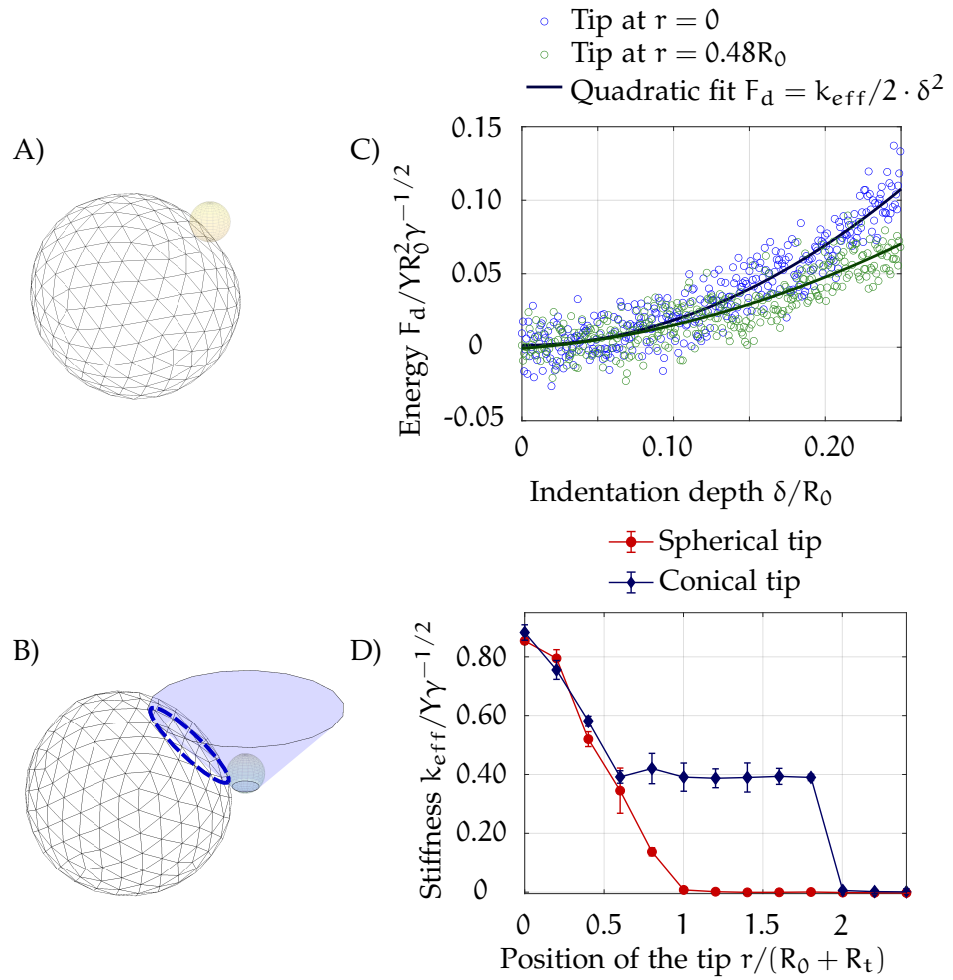 Tip at r = 0
Tip at r = 0.48R₀
Quadratic fit F_d = k_eff/2 · δ²
A)
C)
0.15
0.10
0.05
0
-0.05
Energy F_d/YR₀²γ^−1/2
0 0.10 0.20
Indentation depth δ/R₀
Spherical tip
Conical tip
B)
D)
0.80
0.60
0.40
0.20
0
Stiffness k_eff/Yγ^−1/2
0 0.5 1 1.5 2
Position of the tip r/(R₀ + R_t)